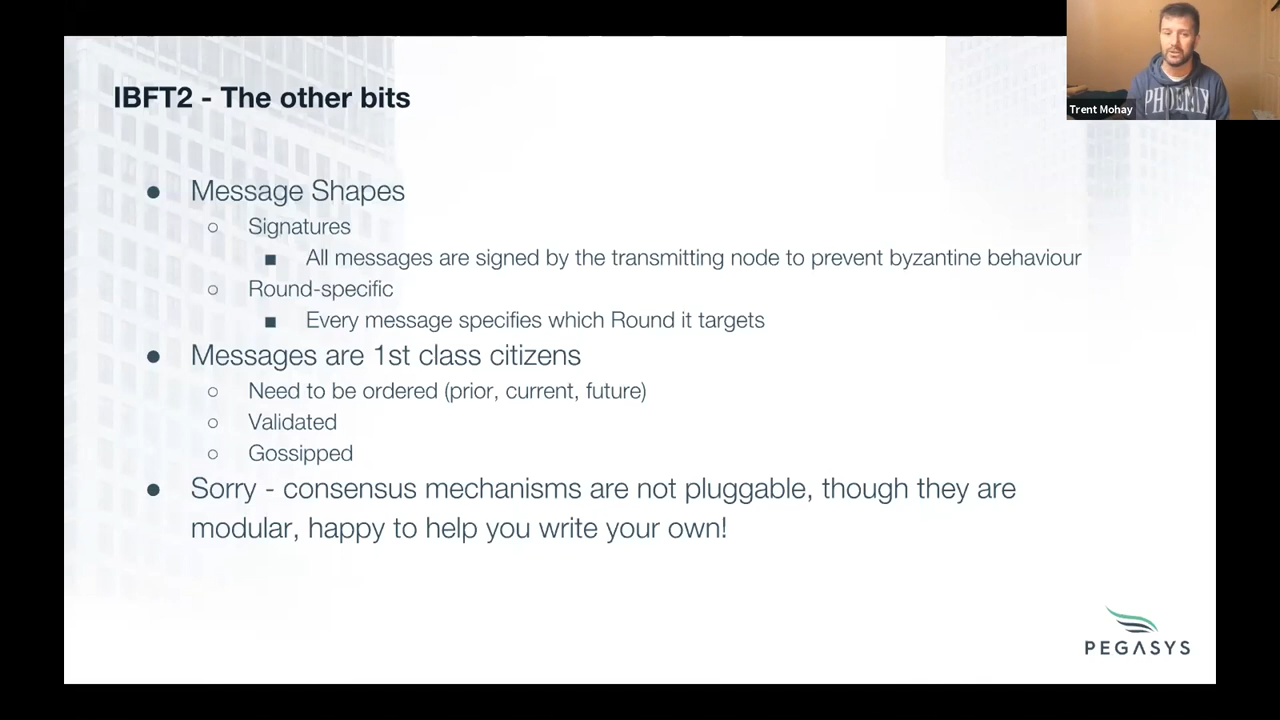 IBFT2 - The other bits
Trent Mohay
PHOENIX
● Message Shapes
○ Signatures
■ All messages are signed by the transmitting node to prevent byzantine behaviour
○ Round-specific
■ Every message specifies which Round it targets
● Messages are 1st class citizens
○ Need to be ordered (prior, current, future)
○ Validated
○ Gossipped
● Sorry - consensus mechanisms are not pluggable, though they are
modular, happy to help you write your own!
PEGASYS